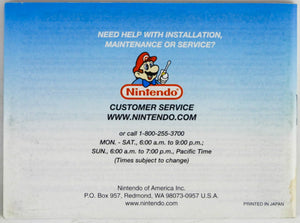 NEED HELP WITH INSTALLATION,
MAINTENANCE OR SERVICE?
Nintendo
CUSTOMER SERVICE
WWW.NINTENDO.COM
or call 1-800-255-3700
MON. - SAT., 6:00 a.m. to 9:00 p.m.;
SUN., 6:00 a.m. to 7:00 p.m., Pacific Time
(Times subject to change)
Nintendo of America Inc.
P.O. Box 957, Redmond, WA 98073-0957 U.S.A.
www.nintendo.com
PRINTED IN JAPAN